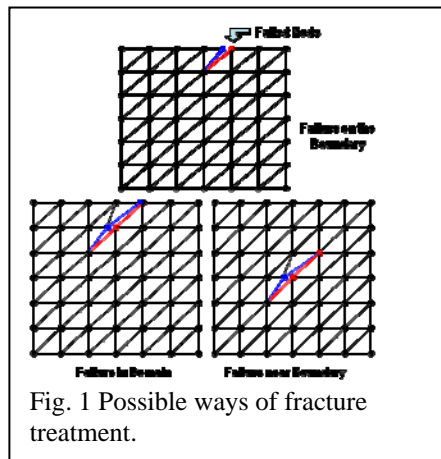 Failed Node
Failure on the
Boundary
Failure in Domain
Failure near Boundary
Fig. 1 Possible ways of fracture
treatment.